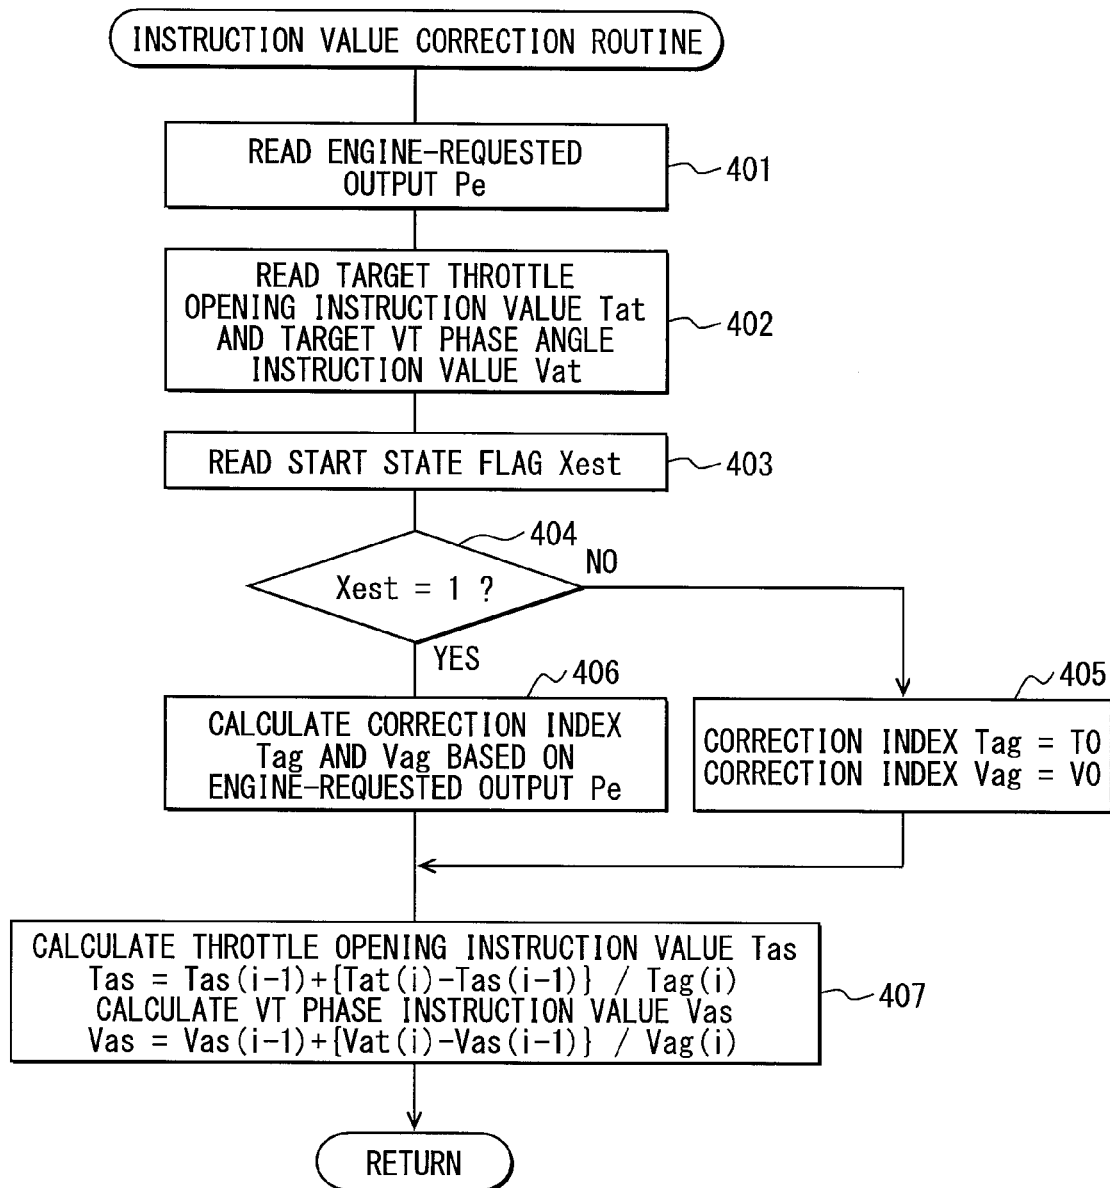 INSTRUCTION VALUE CORRECTION ROUTINE
READ ENGINE-REQUESTED
OUTPUT Pe
401
READ TARGET THROTTLE
OPENING INSTRUCTION VALUE Tat
AND TARGET VT PHASE ANGLE
INSTRUCTION VALUE Vat
402
READ START STATE FLAG Xest
403
404
Xest = 1 ?
NO
YES
406
CALCULATE CORRECTION INDEX
Tag AND Vag BASED ON
ENGINE-REQUESTED OUTPUT Pe
405
CORRECTION INDEX Tag = T0
CORRECTION INDEX Vag = V0
CALCULATE THROTTLE OPENING INSTRUCTION VALUE Tas
Tas = Tas(i-1)+{Tat(i)-Tas(i-1)} / Tag(i)
CALCULATE VT PHASE INSTRUCTION VALUE Vas
Vas = Vas(i-1)+{Vat(i)-Vas(i-1)} / Vag(i)
407
RETURN